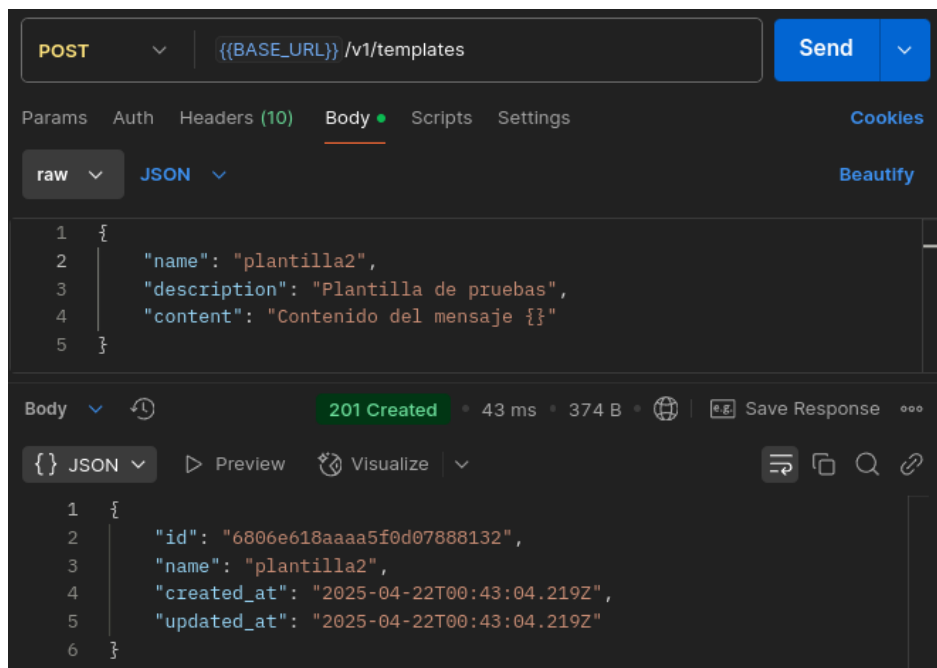 POST {{BASE_URL}} /v1/templates Send
Params Auth Headers (10) Body Scripts Settings Cookies
raw JSON Beautify
1 {
2 "name": "plantilla2",
3 "description": "Plantilla de pruebas",
4 "content": "Contenido del mensaje {}"
5 }
Body 201 Created • 43 ms • 374 B • e.g. Save Response
{} JSON Preview Visualize
1 {
2 "id": "6806e618aaaa5f0d07888132",
3 "name": "plantilla2",
4 "created_at": "2025-04-22T00:43:04.219Z",
5 "updated_at": "2025-04-22T00:43:04.219Z"
6 }